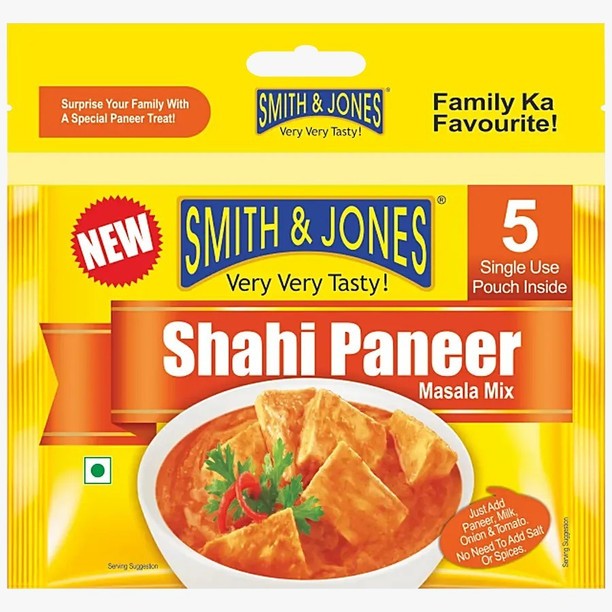 Surprise Your Family With
A Special Paneer Treat!
SMITH & JONES®
Very Very Tasty!
Family Ka
Favourite!
NEW
SMITH & JONES®
Very Very Tasty!
5
Single Use
Pouch Inside
Shahi Paneer
Masala Mix
Just Add
Paneer, Milk,
Onion & Tomato.
No Need To Add Salt
Or Spices.
Serving Suggestion
Serving Suggestion